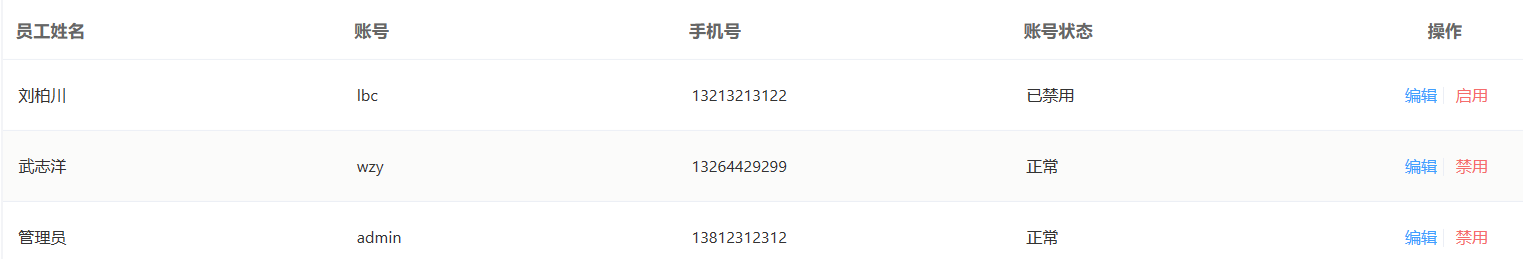 员工姓名 账号 手机号 账号状态 操作
刘柏川 lbc 13213213122 已禁用 编辑 启用
武志洋 wzy 13264429299 正常 编辑 禁用
管理员 admin 13812312312 正常 编辑 禁用